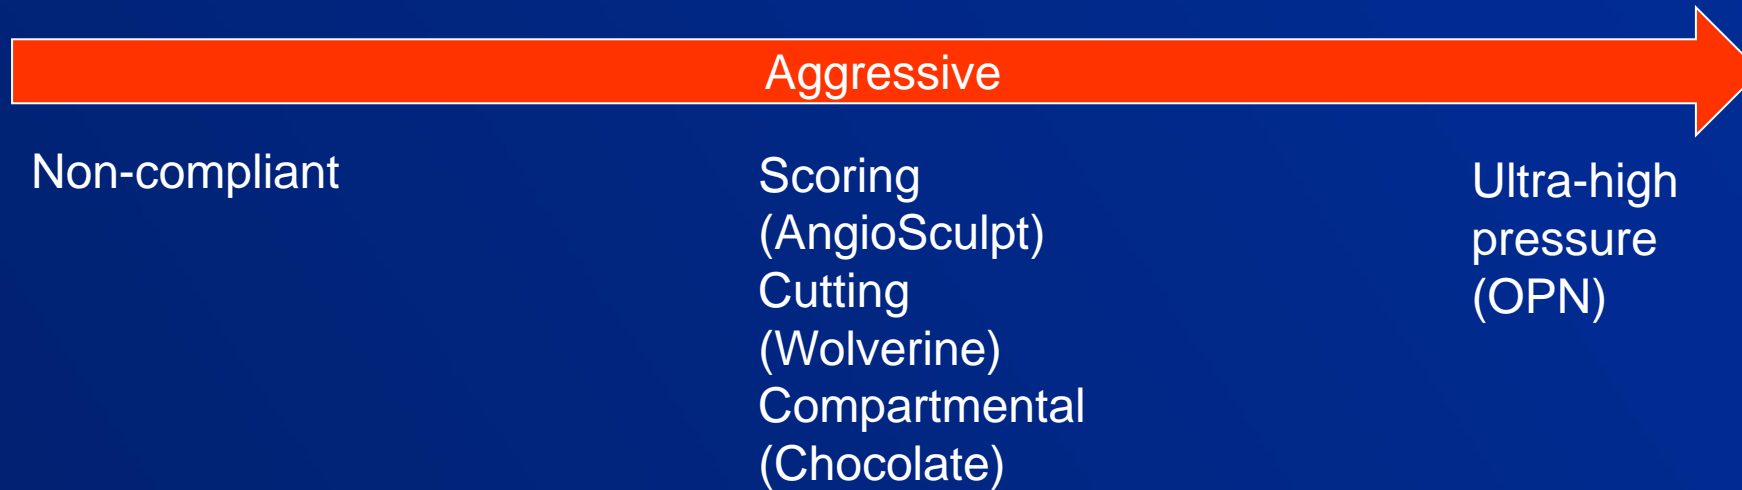 Aggressive
Non-compliant
Scoring
(AngioSculpt)
Cutting
(Wolverine)
Compartmental
(Chocolate)
Ultra-high
pressure
(OPN)